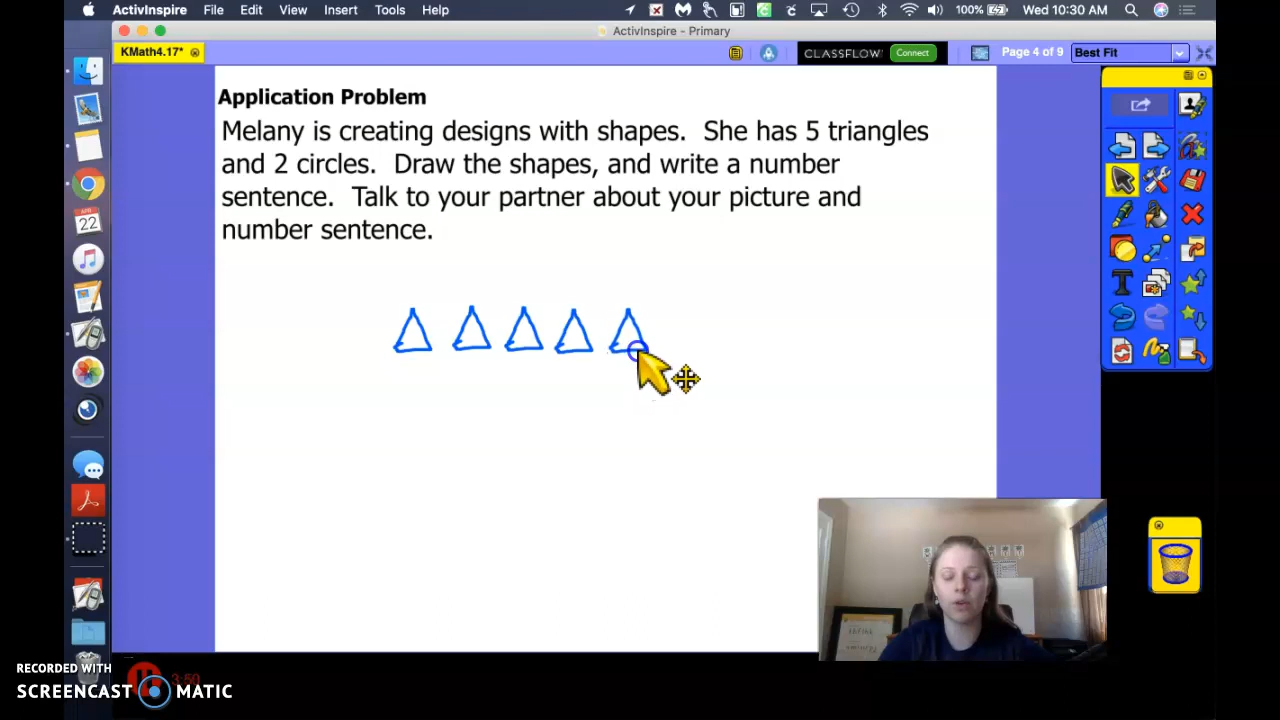 ActivInspire File Edit View Insert Tools Help 100% Wed 10:30 AM
ActivInspire - Primary
KMath4.17* CLASSFLOW Connect Page 4 of 9 Best Fit
Application Problem
Melany is creating designs with shapes. She has 5 triangles
and 2 circles. Draw the shapes, and write a number
sentence. Talk to your partner about your picture and
number sentence.
APR
22
T
RECORDED WITH
SCREENCAST MATIC
3:50